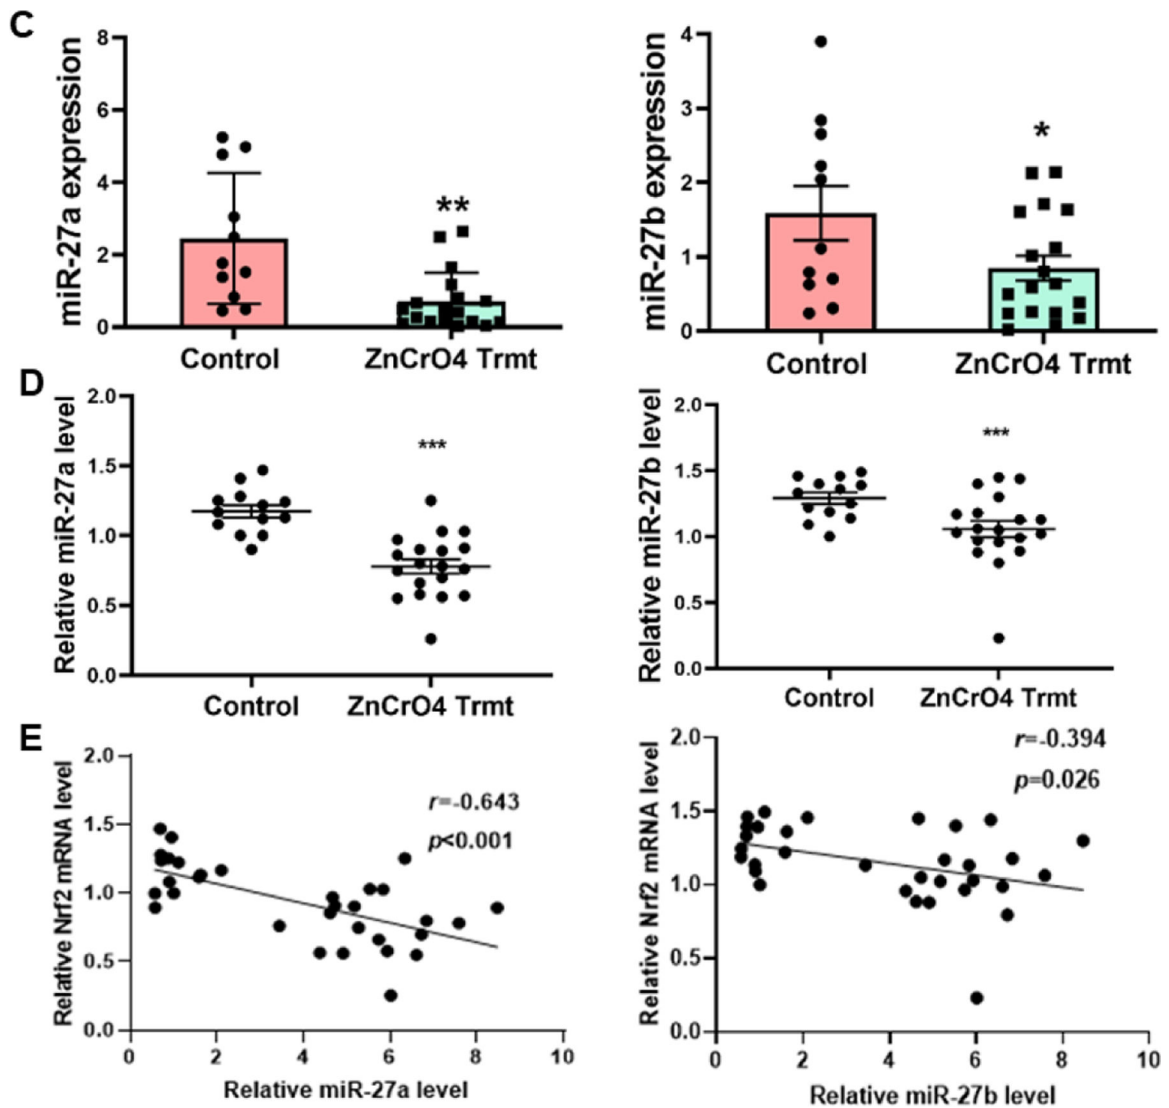 C
miR-27a expression
8
6
4
2
0
**
Control
ZnCrO4 Trmt
miR-27b expression
4
3
2
1
0
*
Control
ZnCrO4 Trmt
D
Relative miR-27a level
2.0
1.5
1.0
0.5
0.0
***
Control
ZnCrO4 Trmt
Relative miR-27b level
2.0
1.5
1.0
0.5
0.0
***
Control
ZnCrO4 Trmt
E
Relative Nrf2 mRNA level
2.0
1.5
1.0
0.5
0.0
r=-0.643
p<0.001
0 2 4 6 8 10
Relative miR-27a level
Relative Nrf2 mRNA level
2.0
1.5
1.0
0.5
0.0
r=-0.394
p=0.026
0 2 4 6 8 10
Relative miR-27b level